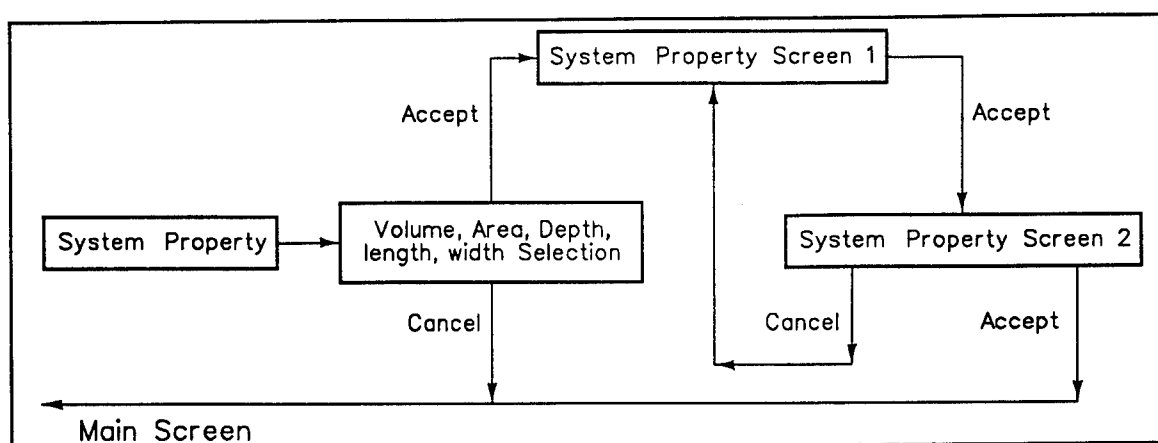 System Property Screen 1
Accept
Accept
System Property
Volume, Area, Depth,
length, width Selection
System Property Screen 2
Cancel
Cancel
Accept
Main Screen